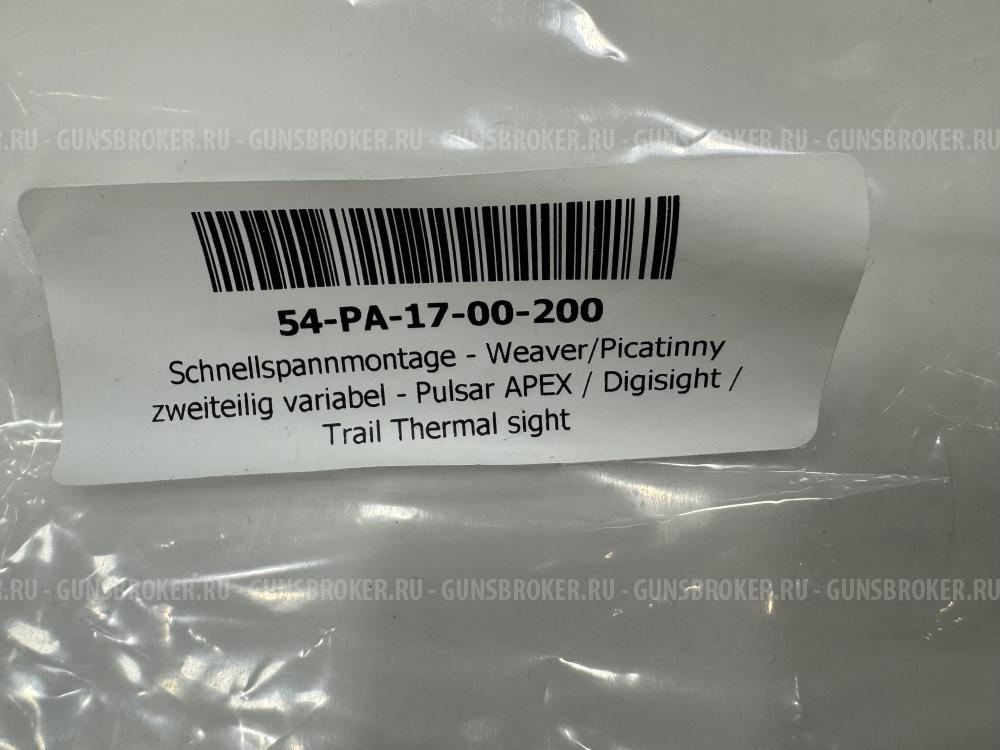 .RU - GUNSBROKER.RU - GUNSBROKER.RU - GUNSBROKER.RU - GUNSBROKER.RU - GUNSBROKER.RU
54-PA-17-00-200
Schnellspannmontage - Weaver/Picatinny
zweiteilig variabel - Pulsar APEX / Digisight /
Trail Thermal sight
.RU - GUNSBROKER.RU - GUNSBROKER.RU - GUNSBROKER.RU - GUNSBROKER.RU - GUNSBROKER.RU